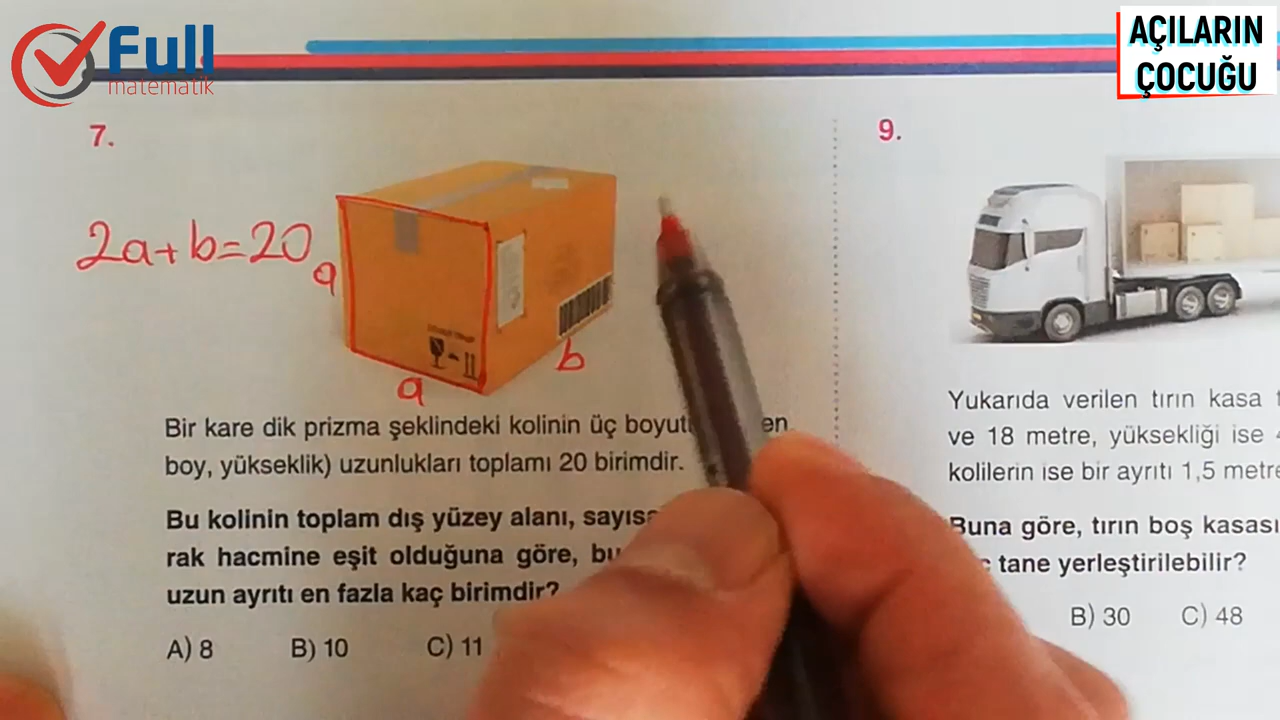 Full
matematik
AÇILARIN
ÇOCUĞU
7.
2a+b=20
a
a
b
Bir kare dik prizma şeklindeki kolinin üç boyutu en
boy, yükseklik) uzunlukları toplamı 20 birimdir.
Bu kolinin toplam dış yüzey alanı,
rak hacmine eşit olduğuna göre,
uzun ayrıtı en fazla kaç birimdir?
A) 8 B) 10 C) 11
9.
Yukarıda verilen tırın kasa
ve 18 metre, yüksekliği ise
kolilerin ise bir ayrıtı 1,5 metre
Buna göre, tırın boş kasası
tane yerleştirilebilir?
B) 30 C) 48